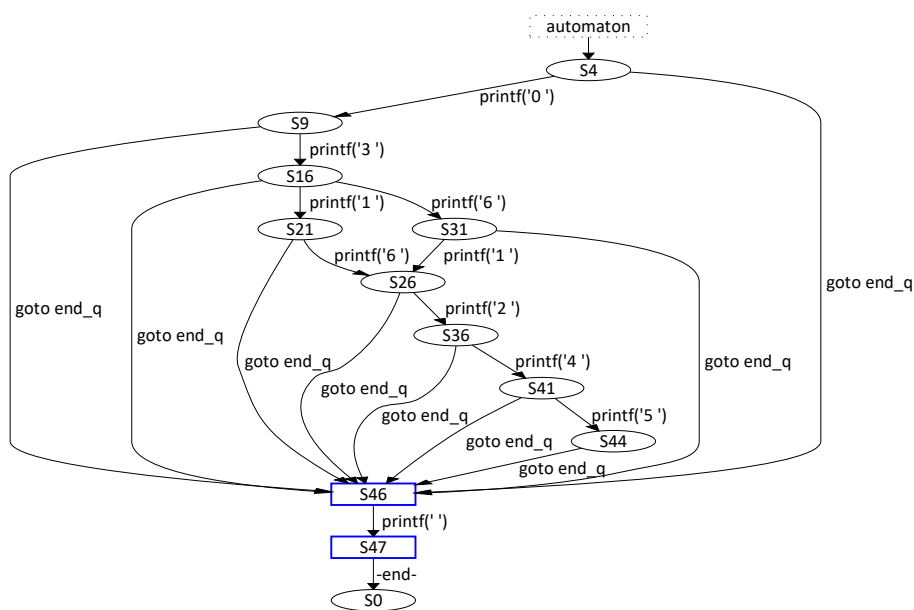 automaton
S4
printf('0 ')
S9
printf('3 ')
S16
printf('1 ')
printf('6 ')
S21
S31
printf('6 ')
printf('1 ')
S26
goto end_q
goto end_q
printf('2 ')
goto end_q
S36
goto end_q
printf('4 ')
goto end_q
goto end_q
S41
goto end_q
printf('5 ')
goto end_q
S44
goto end_q
S46
printf(' ')
S47
-end-
S0